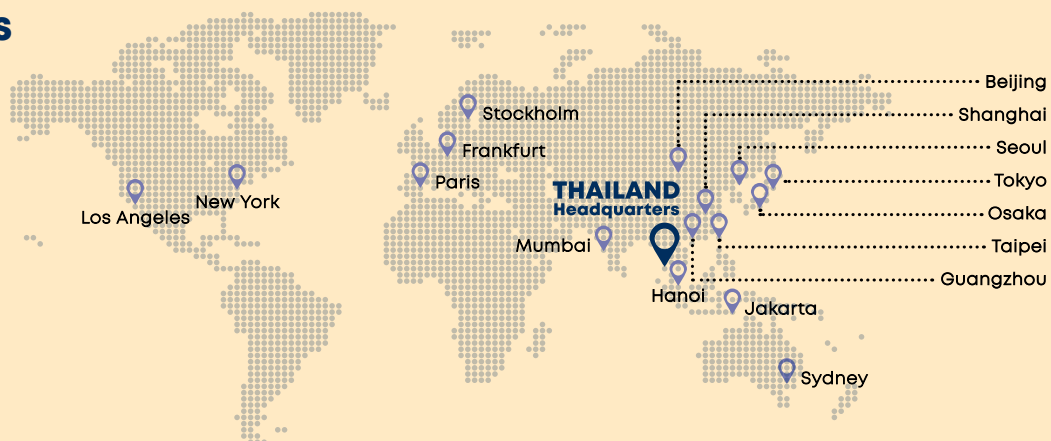 s
Beijing
Stockholm
Shanghai
Frankfurt
Seoul
Paris
Tokyo
THAILAND
Headquarters
New York
Los Angeles
Osaka
Mumbai
Taipei
Guangzhou
Hanoi
Jakarta
Sydney